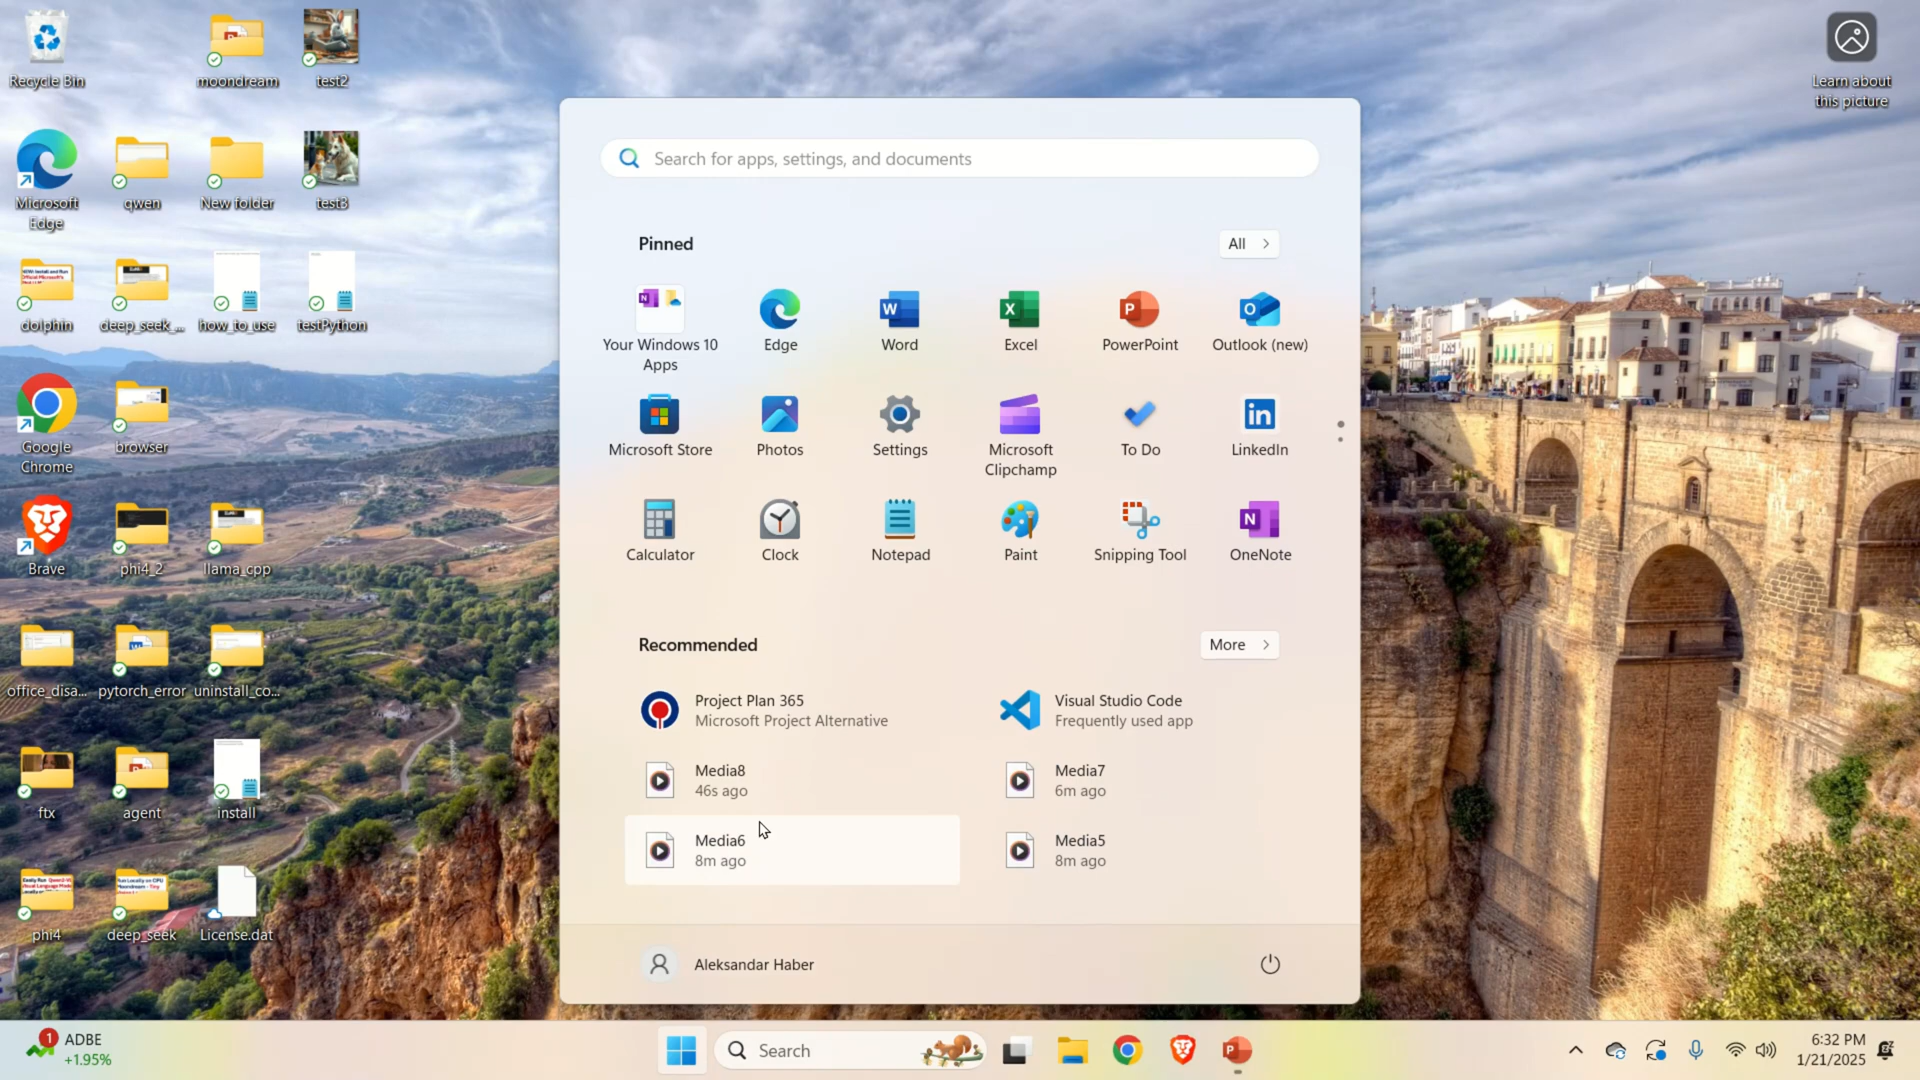 Recycle Bin
moondream
test2
Learn about
this picture
Microsoft
Edge
qwen
New folder
test3
dolphin
deep_seek_...
how_to_use
testPython
Google
Chrome
browser
Brave
phi4_2
llama_cpp
office_disa...
pytorch_error
uninstall_co...
ftx
agent
install
phi4
deep_seek
License.dat
Search for apps, settings, and documents
Pinned
All
Your Windows 10
Apps
Edge
Word
Excel
PowerPoint
Outlook (new)
Microsoft Store
Photos
Settings
Microsoft
Clipchamp
To Do
LinkedIn
Calculator
Clock
Notepad
Paint
Snipping Tool
OneNote
Recommended
More
Project Plan 365
Microsoft Project Alternative
Visual Studio Code
Frequently used app
Media8
46s ago
Media7
6m ago
Media6
8m ago
Media5
8m ago
Aleksandar Haber
1
ADBE
+1.95%
Search
6:32 PM
1/21/2025